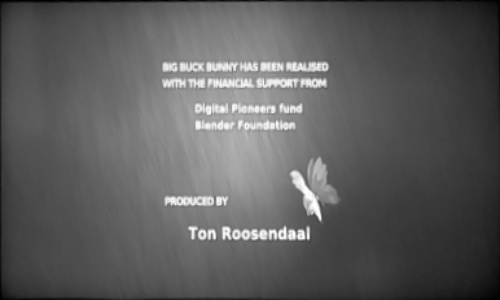 BIG BUCK BUNNY HAS BEEN REALISED
WITH THE FINANCIAL SUPPORT FROM
Digital Pioneers fund
Blender Foundation
PRODUCED BY
Ton Roosendaal